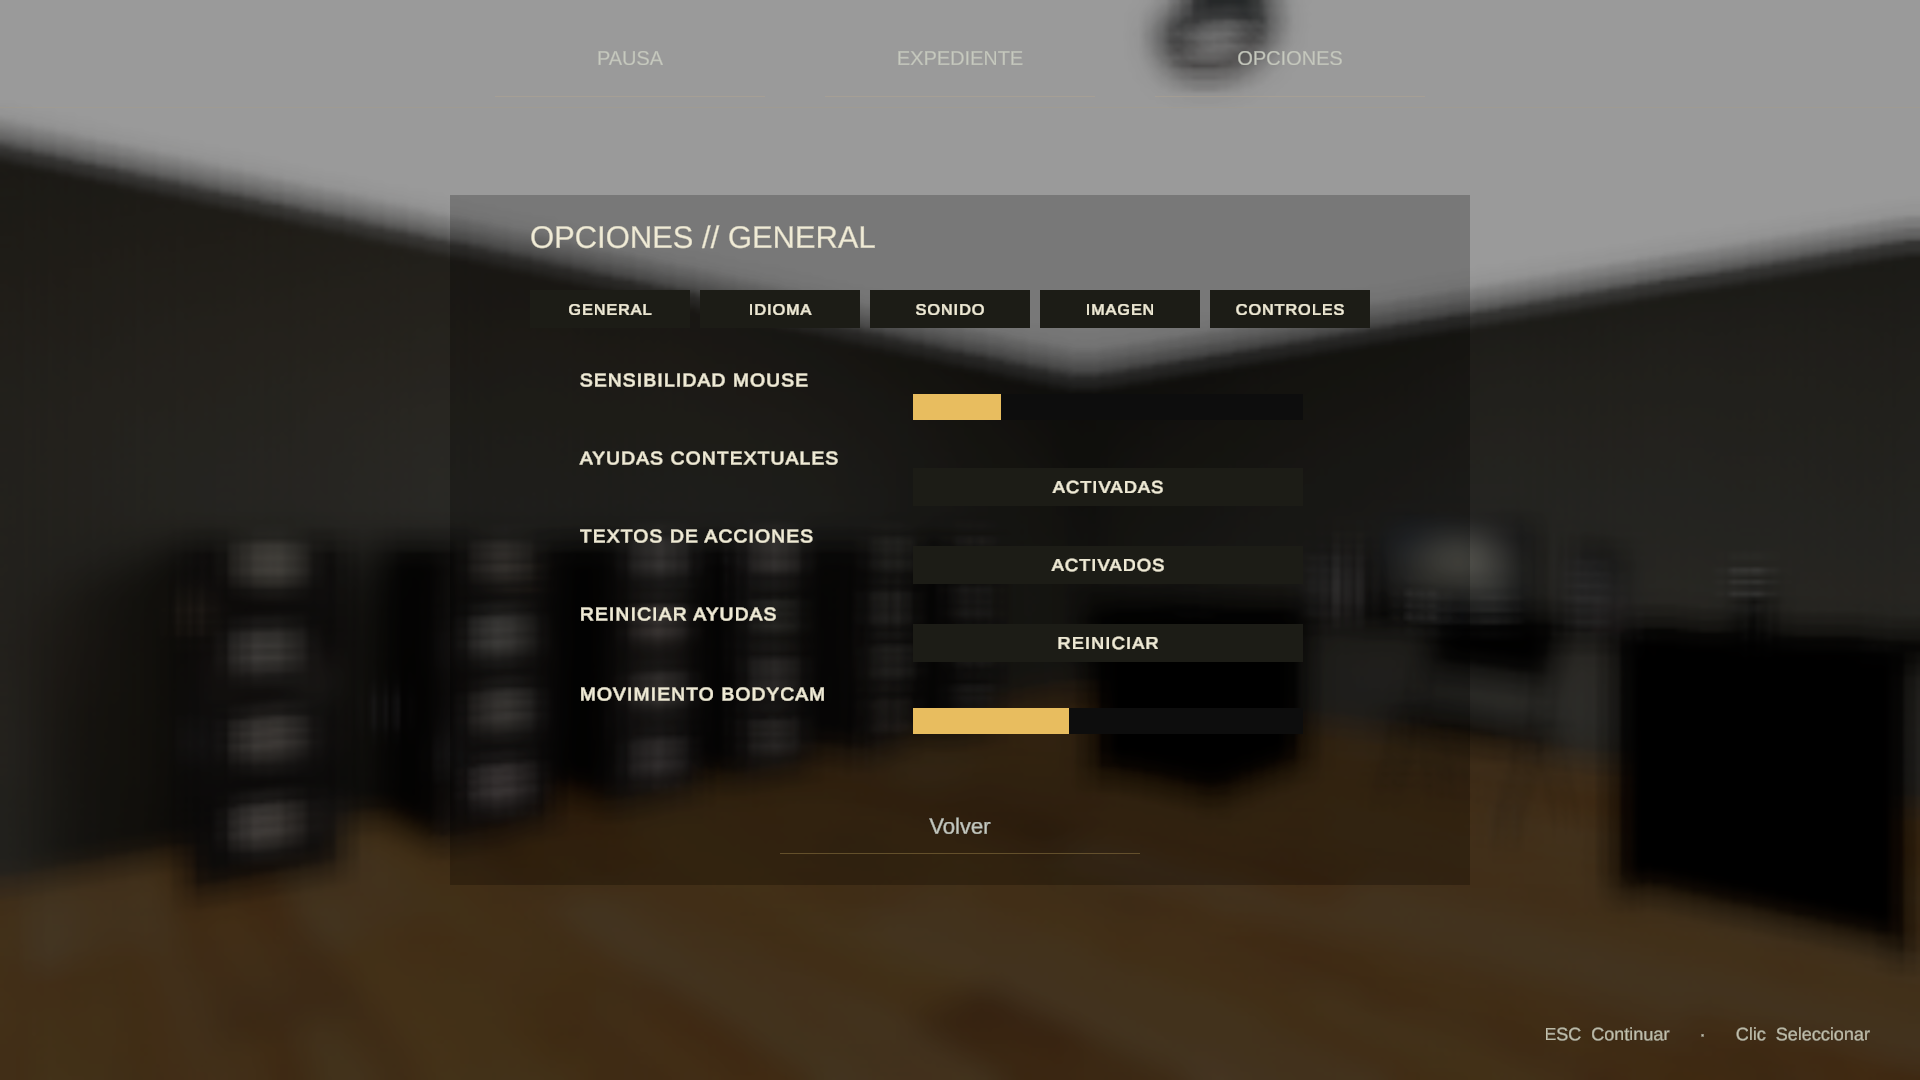 PAUSA EXPEDIENTE OPCIONES
OPCIONES // GENERAL
GENERAL IDIOMA SONIDO IMAGEN CONTROLES
SENSIBILIDAD MOUSE
AYUDAS CONTEXTUALES
ACTIVADAS
TEXTOS DE ACCIONES
ACTIVADOS
REINICIAR AYUDAS
REINICIAR
MOVIMIENTO BODYCAM
Volver
ESC Continuar · Clic Seleccionar